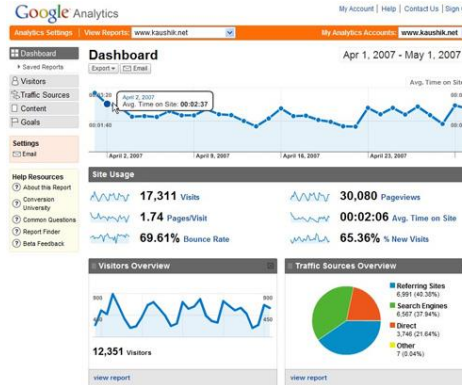 Google Analytics
My Account | Help | Contact Us | Sign
Analytics Settings | View Reports: www.kaushik.net
My Analytics Accounts: www.kaushik.net
Dashboard
Saved Reports
Visitors
Traffic Sources
Content
Goals
Settings
Email
Help Resources
About this Report
Conversion University
Common Questions
Report Finder
Beta Feedback
Dashboard
Apr 1, 2007 - May 1, 2007
Export Email
Avg. Time on Site
00:03:20
April 2, 2007
Avg. Time on Site: 00:02:37
00:01:40
April 2, 2007 April 9, 2007 April 16, 2007 April 23, 2007
Site Usage
17,311 Visits
30,080 Pageviews
1.74 Pages/Visit
00:02:06 Avg. Time on Site
69.61% Bounce Rate
65.36% % New Visits
Visitors Overview
800 800
400 400
12,351 Visitors
view report
Traffic Sources Overview
Referring Sites
6,991 (40.38%)
Search Engines
6,567 (37.94%)
Direct
3,746 (21.64%)
Other
7 (0.04%)
view report